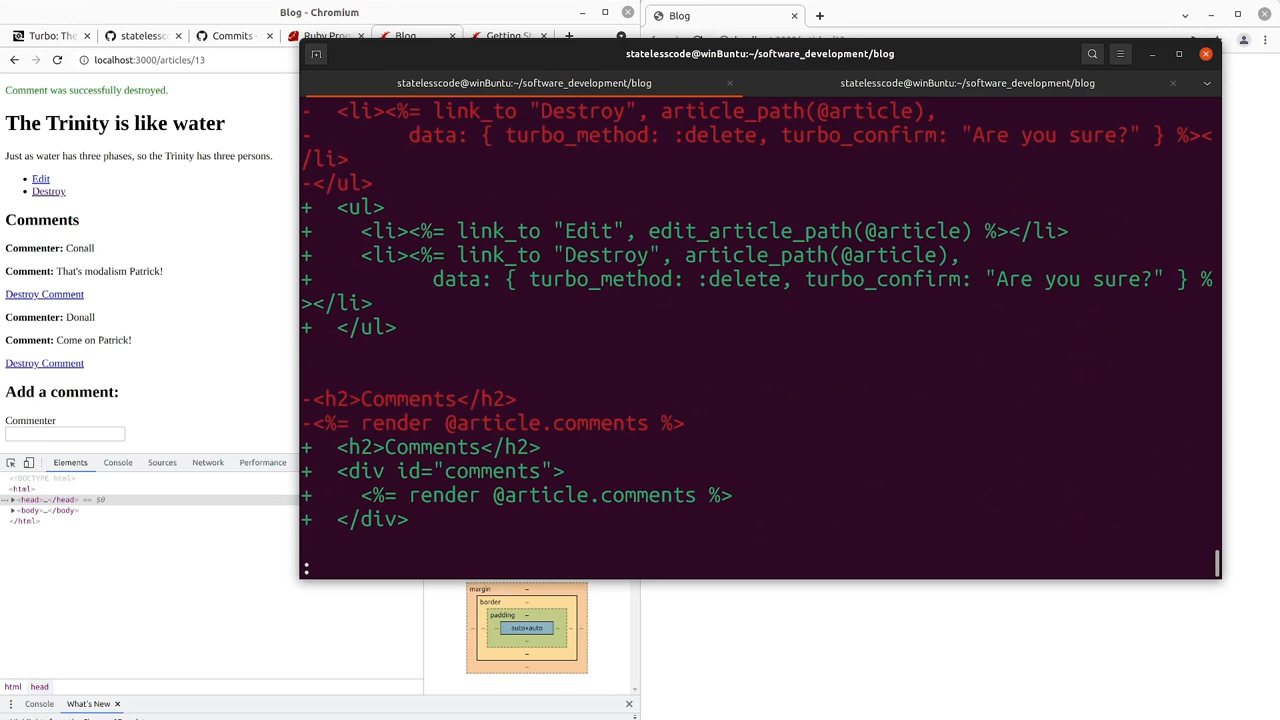 Blog - Chromium
Turbo: The
statelessc
Commits -
Ruby Pro
Blog
Getting S
localhost:3000/articles/13
Comment was successfully destroyed.
The Trinity is like water
Just as water has three phases, so the Trinity has three persons.
Edit
Destroy
Comments
Commenter: Conall
Comment: That's modalism Patrick!
Destroy Comment
Commenter: Donall
Comment: Come on Patrick!
Destroy Comment
Add a comment:
Commenter
Elements Console Sources Network Performance
<!DOCTYPE html>
<html>
<head>…</head> == $0
<body>…</body>
</html>
margin
border
padding
auto×auto
html head
Console What's New
Blog
statelesscode@winBuntu:~/software_development/blog
statelesscode@winBuntu:~/software_development/blog
statelesscode@winBuntu:~/software_development/blog
-  <li><%= link_to "Destroy", article_path(@article),
-          data: { turbo_method: :delete, turbo_confirm: "Are you sure?" } %><
/li>
-</ul>
+  <ul>
+    <li><%= link_to "Edit", edit_article_path(@article) %></li>
+    <li><%= link_to "Destroy", article_path(@article),
+            data: { turbo_method: :delete, turbo_confirm: "Are you sure?" } %
></li>
+  </ul>
-<h2>Comments</h2>
-<%= render @article.comments %>
+  <h2>Comments</h2>
+  <div id="comments">
+    <%= render @article.comments %>
+  </div>
: